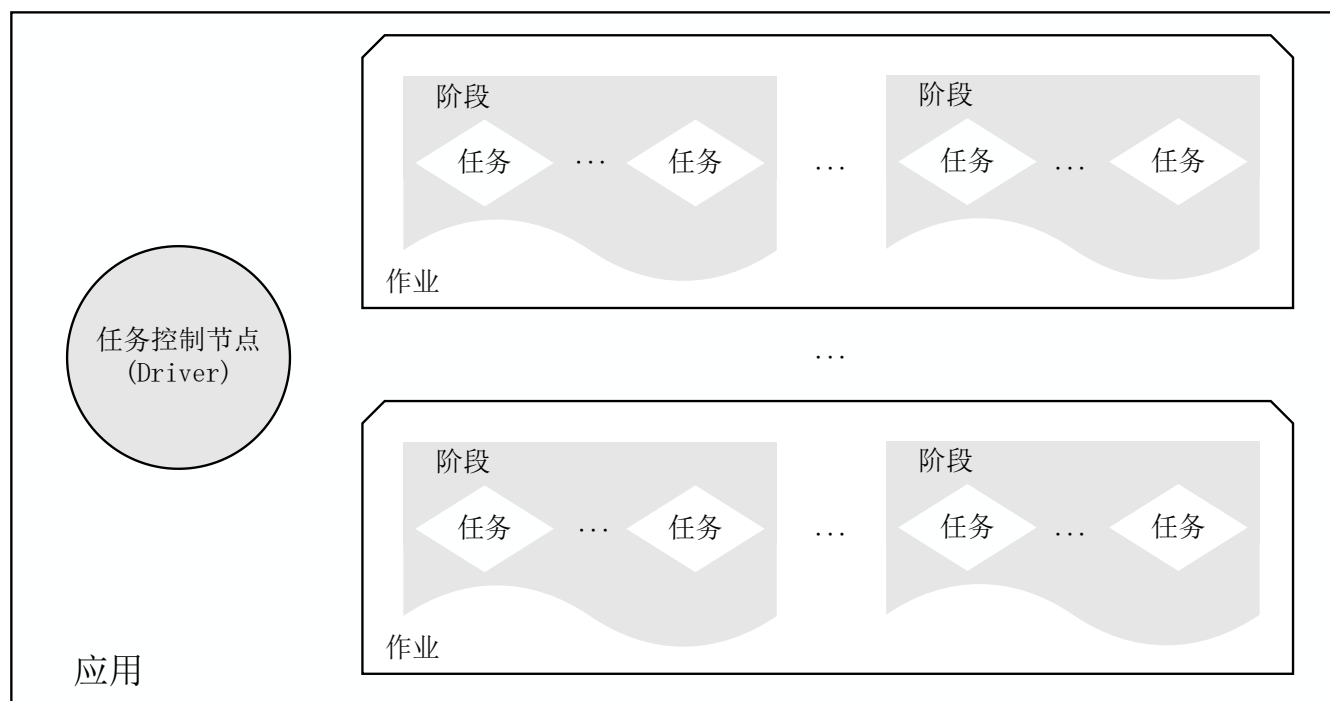 阶段
任务 ... 任务
...
阶段
任务 ... 任务
作业
任务控制节点
(Driver)
...
阶段
任务 ... 任务
...
阶段
任务 ... 任务
作业
应用